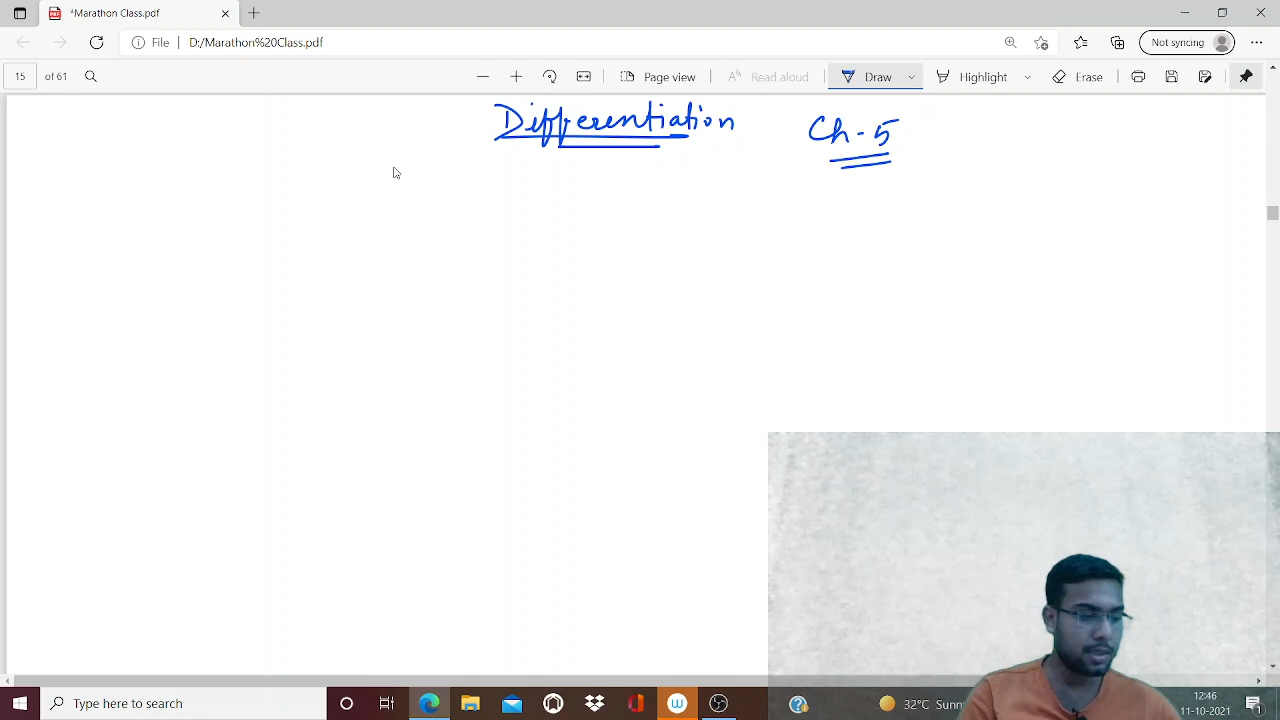 *Marathon Class.pdf
File | D:/Marathon%20Class.pdf
Not syncing
15 of 61
Page view
Read aloud
Draw
Highlight
Erase
Differentiation Ch-5
Type here to search
32°C Sunny
12:46
11-10-2021